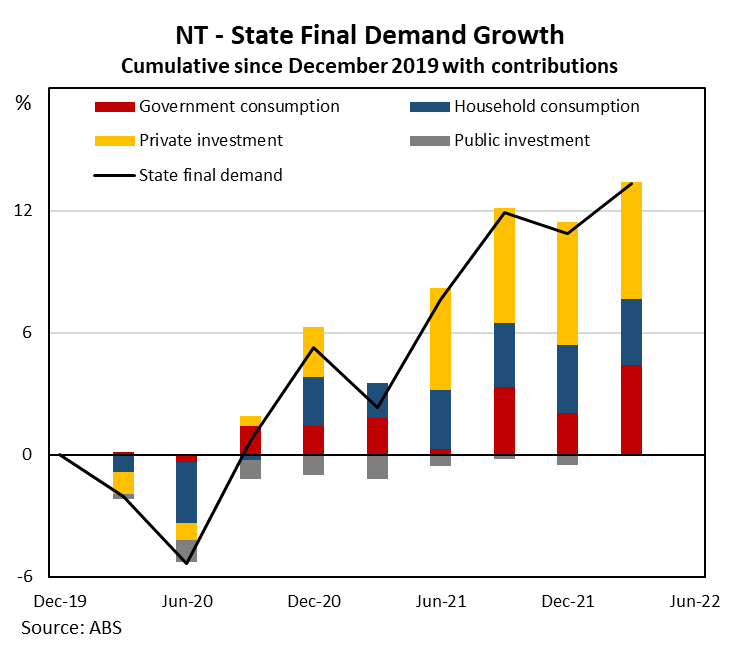 NT - State Final Demand Growth
Cumulative since December 2019 with contributions
%
Government consumption
Household consumption
Private investment
Public investment
State final demand
12
6
0
-6
Dec-19 Jun-20 Dec-20 Jun-21 Dec-21 Jun-22
Source: ABS